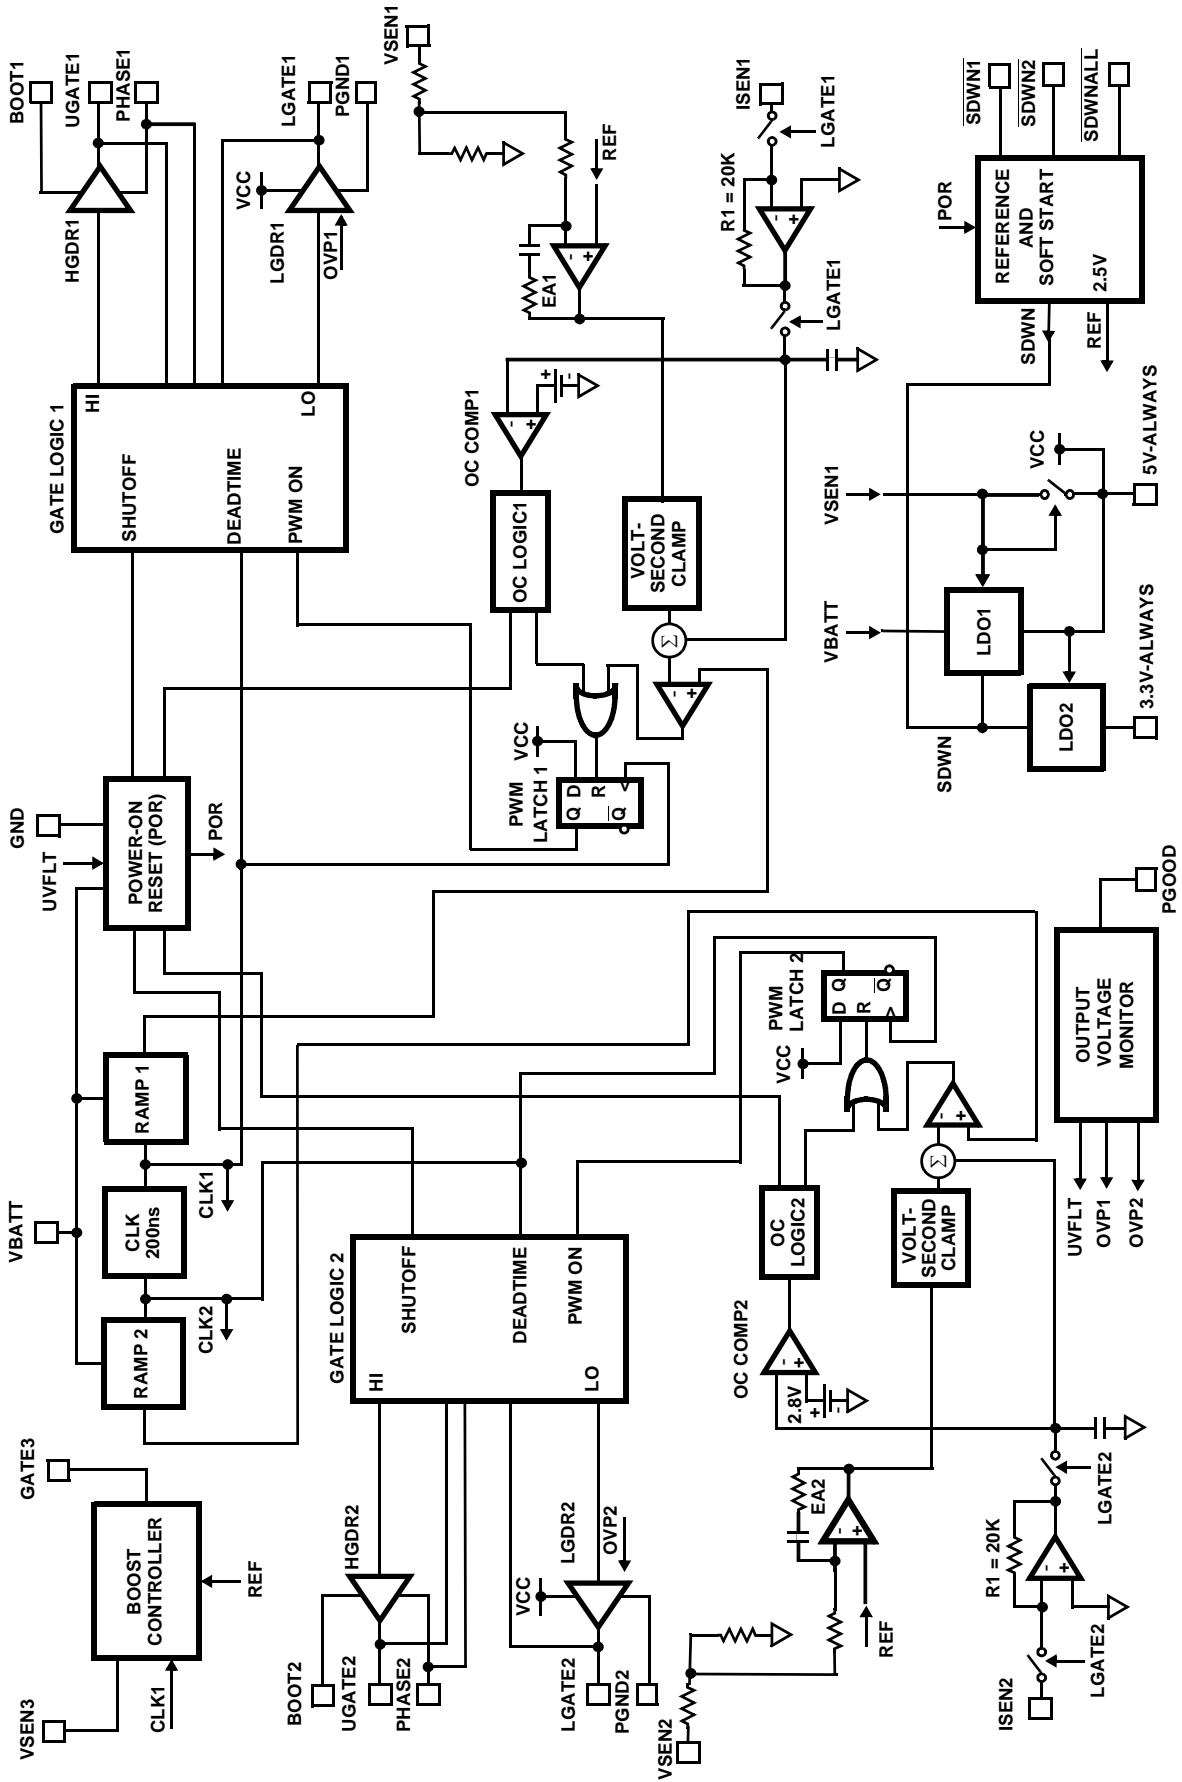 VSEN3
CLK1
BOOST
CONTROLLER
REF
GATE3
VBATT
RAMP 2
CLK2
CLK
200ns
CLK1
RAMP 1
GND
UVFLT
POWER-ON
RESET (POR)
POR
GATE LOGIC 1
HI
SHUTOFF
DEADTIME
PWM ON
LO
BOOT1
UGATE1
PHASE1
HGDR1
VCC
LGDR1
OVP1
LGATE1
PGND1
BOOT2
UGATE2
PHASE2
HGDR2
VCC
LGDR2
OVP2
LGATE2
PGND2
GATE LOGIC 2
HI
SHUTOFF
DEADTIME
PWM ON
LO
VSEN1
REF
EA1
-
+
OC COMP1
-
+
+
-
OC LOGIC1
VOLT-
SECOND
CLAMP
Σ
-
+
VCC
PWM
LATCH 1
D
R
>
Q
Q
ISEN1
LGATE1
R1 = 20K
-
+
LGATE1
VSEN2
REF
EA2
-
+
OC COMP2
-
+
2.8V
+
-
OC
LOGIC2
VOLT-
SECOND
CLAMP
Σ
-
+
VCC
PWM
LATCH 2
D
Q
R
>
Q
ISEN2
LGATE2
R1 = 20K
-
+
LGATE2
OUTPUT
VOLTAGE
MONITOR
UVFLT
OVP1
OVP2
PGOOD
SDWN
VBATT
VSEN1
LDO1
LDO2
VCC
3.3V-ALWAYS
5V-ALWAYS
POR
REFERENCE
AND
SOFT START
2.5V
SDWN
REF
SDWN1
SDWN2
SDWNALL